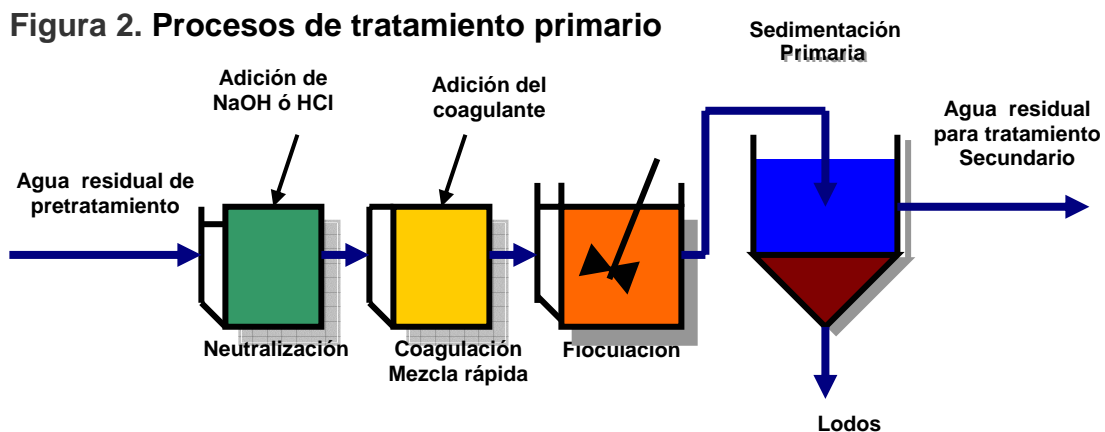 Figura 2. Procesos de tratamiento primario
Sedimentación
Primaria
Adición de
NaOH ó HCl
Adición del
coagulante
Agua residual
para tratamiento
Secundario
Agua residual de
pretratamiento
Neutralización
Coagulación
Mezcla rápida
Floculación
Lodos